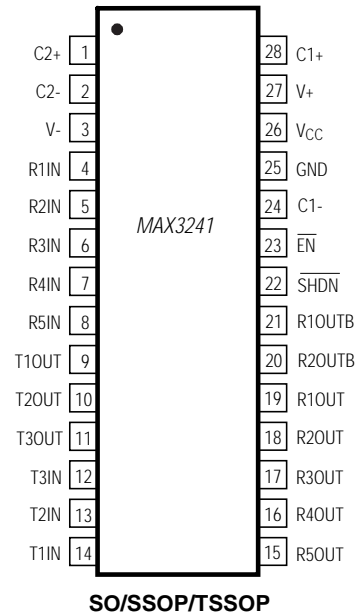 C2+ 1 28 C1+
C2- 2 27 V+
V- 3 26 VCC
R1IN 4 25 GND
R2IN 5 24 C1-
MAX3241
R3IN 6 23 EN
R4IN 7 22 SHDN
R5IN 8 21 R1OUTB
T1OUT 9 20 R2OUTB
T2OUT 10 19 R1OUT
T3OUT 11 18 R2OUT
T3IN 12 17 R3OUT
T2IN 13 16 R4OUT
T1IN 14 15 R5OUT
SO/SSOP/TSSOP